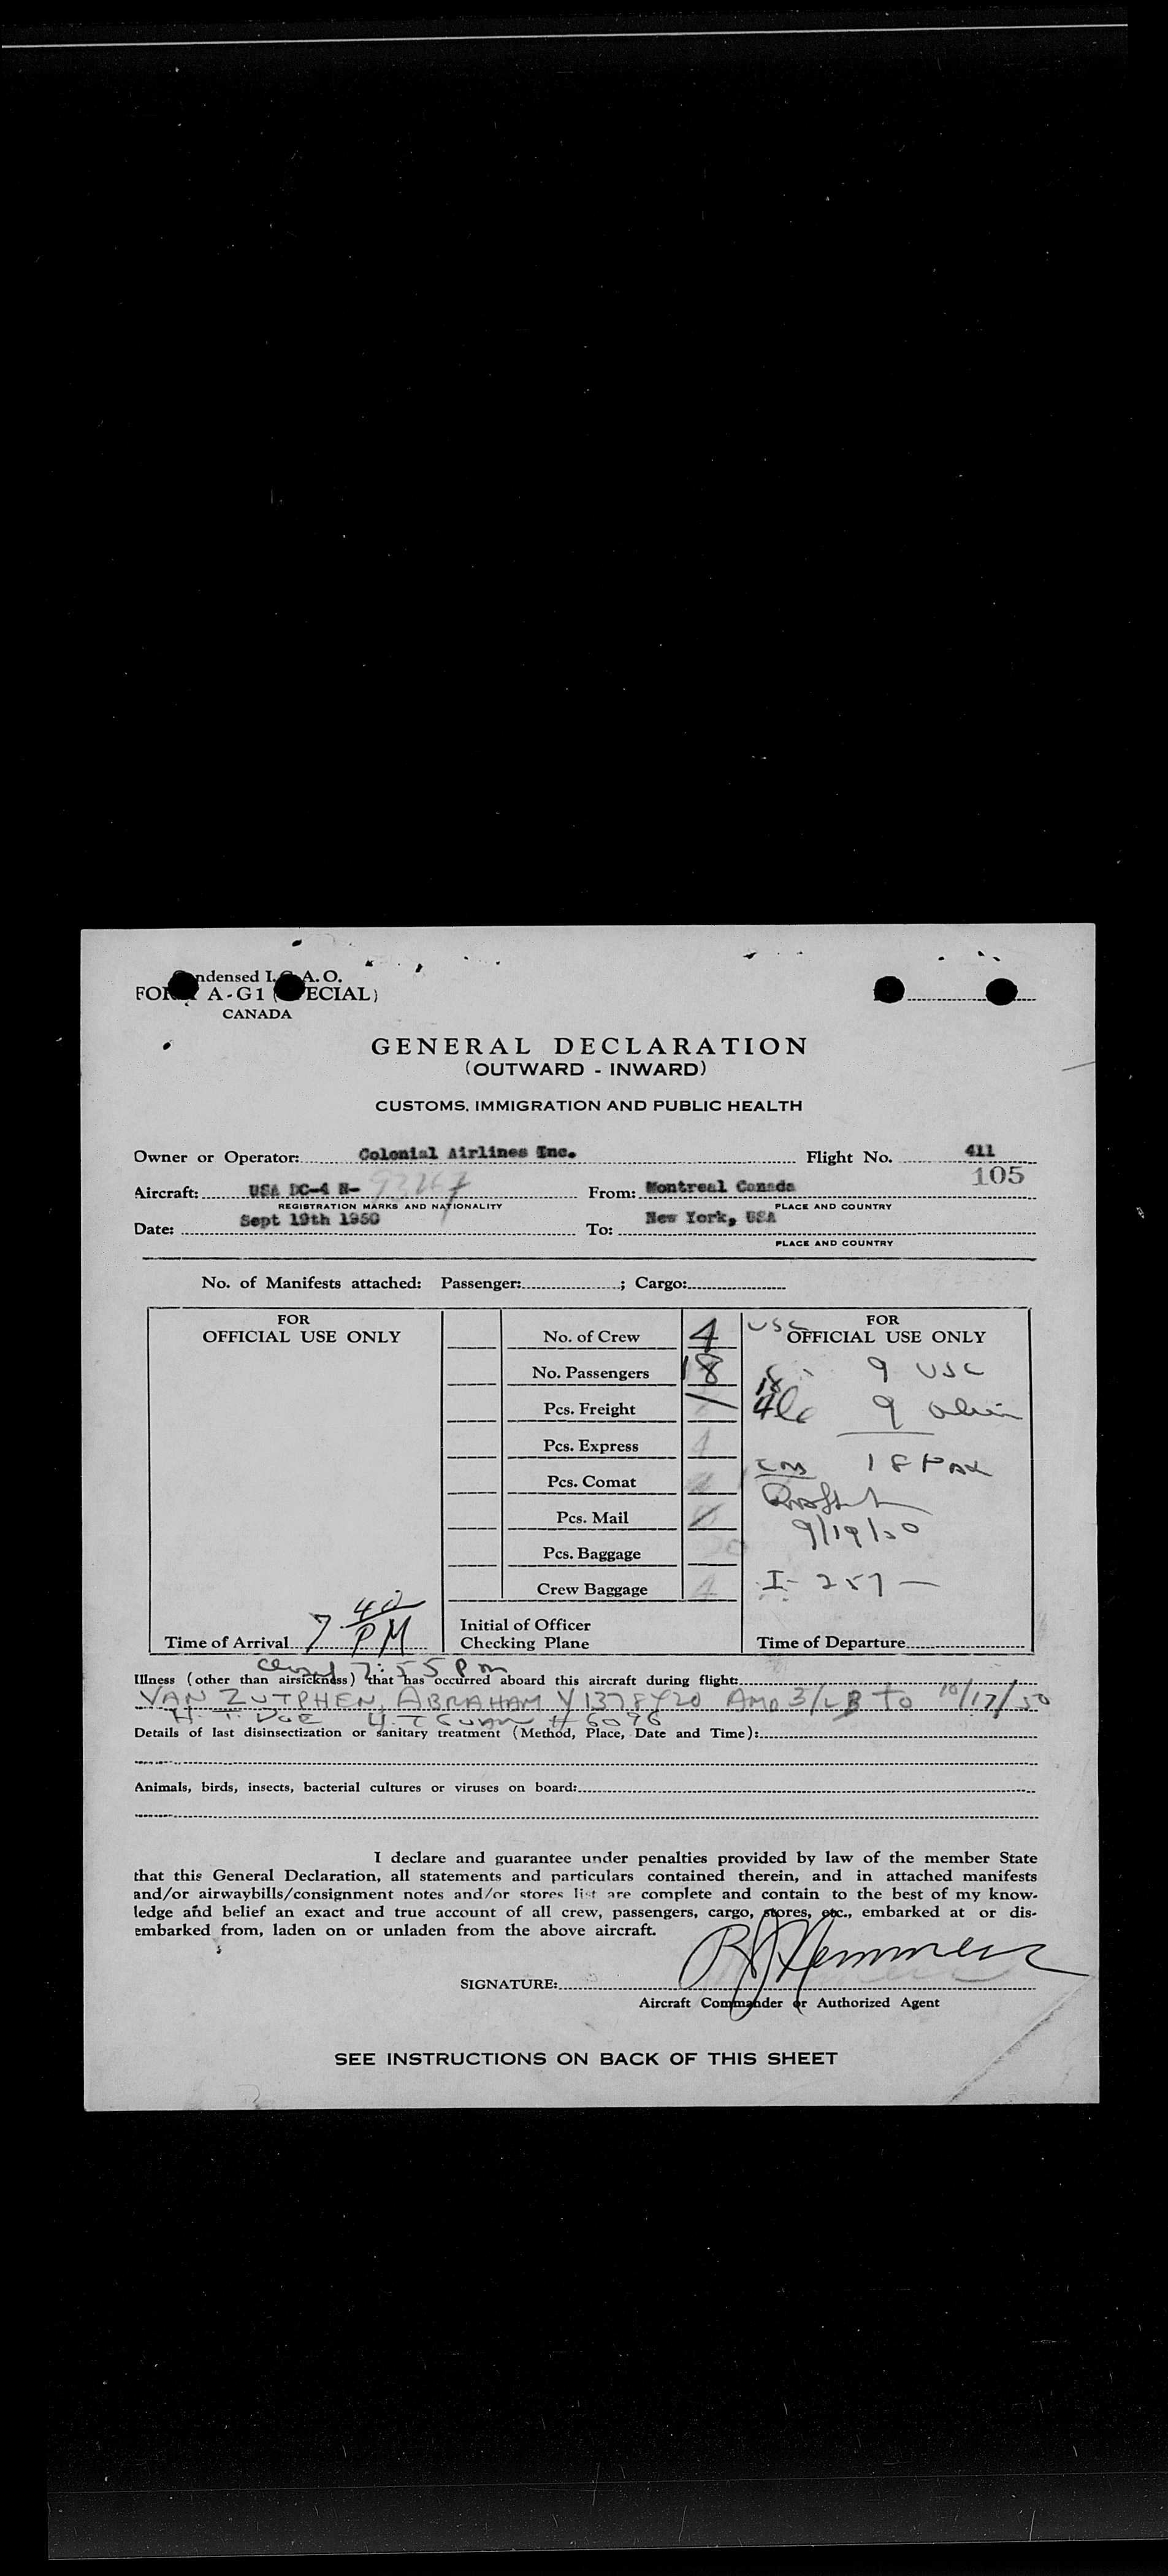 Condensed I.C.A.O.
FORM A-G1 (SPECIAL)
CANADA
GENERAL DECLARATION
(OUTWARD - INWARD)
CUSTOMS, IMMIGRATION AND PUBLIC HEALTH
Owner or Operator: Colonial Airlines Inc. Flight No. 411
105
Aircraft: USA DC-4 N- From: Montreal Canada
REGISTRATION MARKS AND NATIONALITY PLACE AND COUNTRY
Date: Sept 19th 1950 To: New York, USA
PLACE AND COUNTRY
No. of Manifests attached: Passenger: ; Cargo:
FOR OFFICIAL USE ONLY
No. of Crew 4
No. Passengers 18
Pcs. Freight
Pcs. Express
Pcs. Comat
Pcs. Mail
Pcs. Baggage
Crew Baggage 4
Initial of Officer
Checking Plane
Time of Arrival 7 40 PM
USC FOR
OFFICIAL USE ONLY
9 USC
9 alien
18 Pax
9/19/50
I-257-
Time of Departure
7:55 Pm
Illness (other than airsickness) that has occurred aboard this aircraft during flight:
VAN ZUTPHEN, ABRAHAM TO 10/17/50
# 6096
Details of last disinsectization or sanitary treatment (Method, Place, Date and Time):
Animals, birds, insects, bacterial cultures or viruses on board:
I declare and guarantee under penalties provided by law of the member State
that this General Declaration, all statements and particulars contained therein, and in attached manifests
and/or airwaybills/consignment notes and/or stores list are complete and contain to the best of my know-
ledge and belief an exact and true account of all crew, passengers, cargo, stores, etc., embarked at or dis-
embarked from, laden on or unladen from the above aircraft.
SIGNATURE:
Aircraft Commander or Authorized Agent
SEE INSTRUCTIONS ON BACK OF THIS SHEET